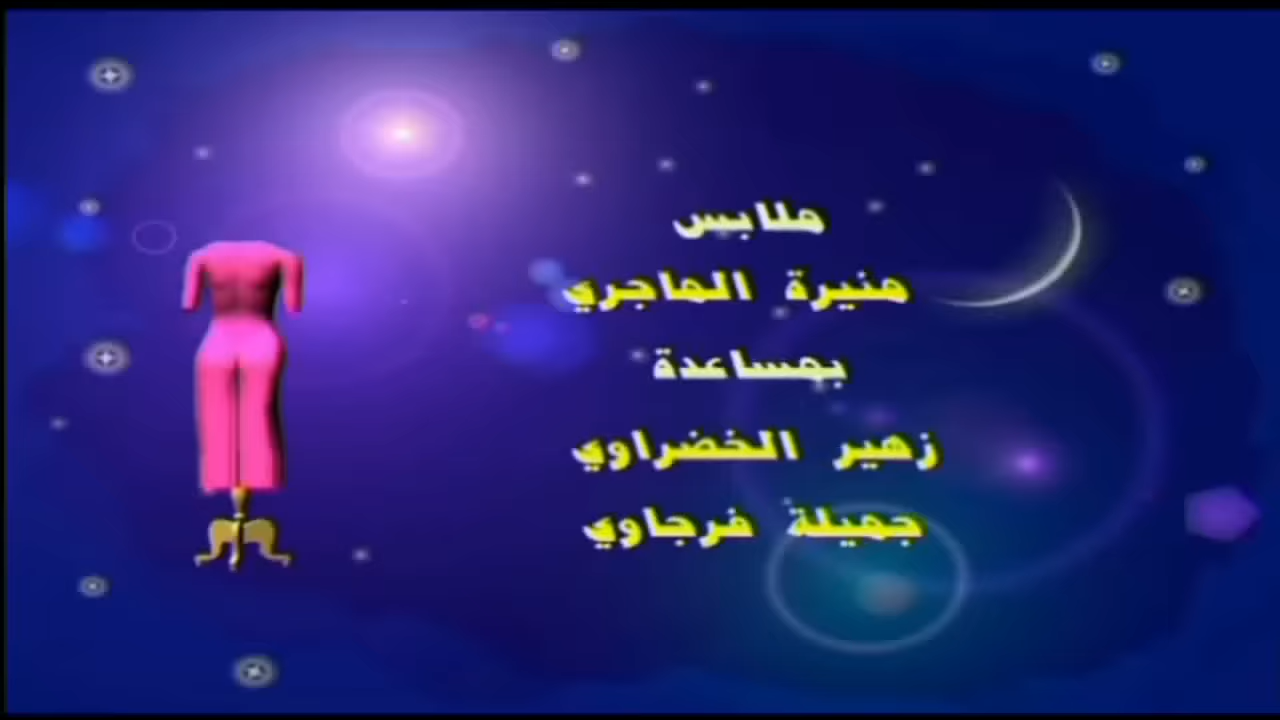 ملابس
منيرة الماجري
بمساعدة
زهير الخضراوي
جميلة فرجاوي